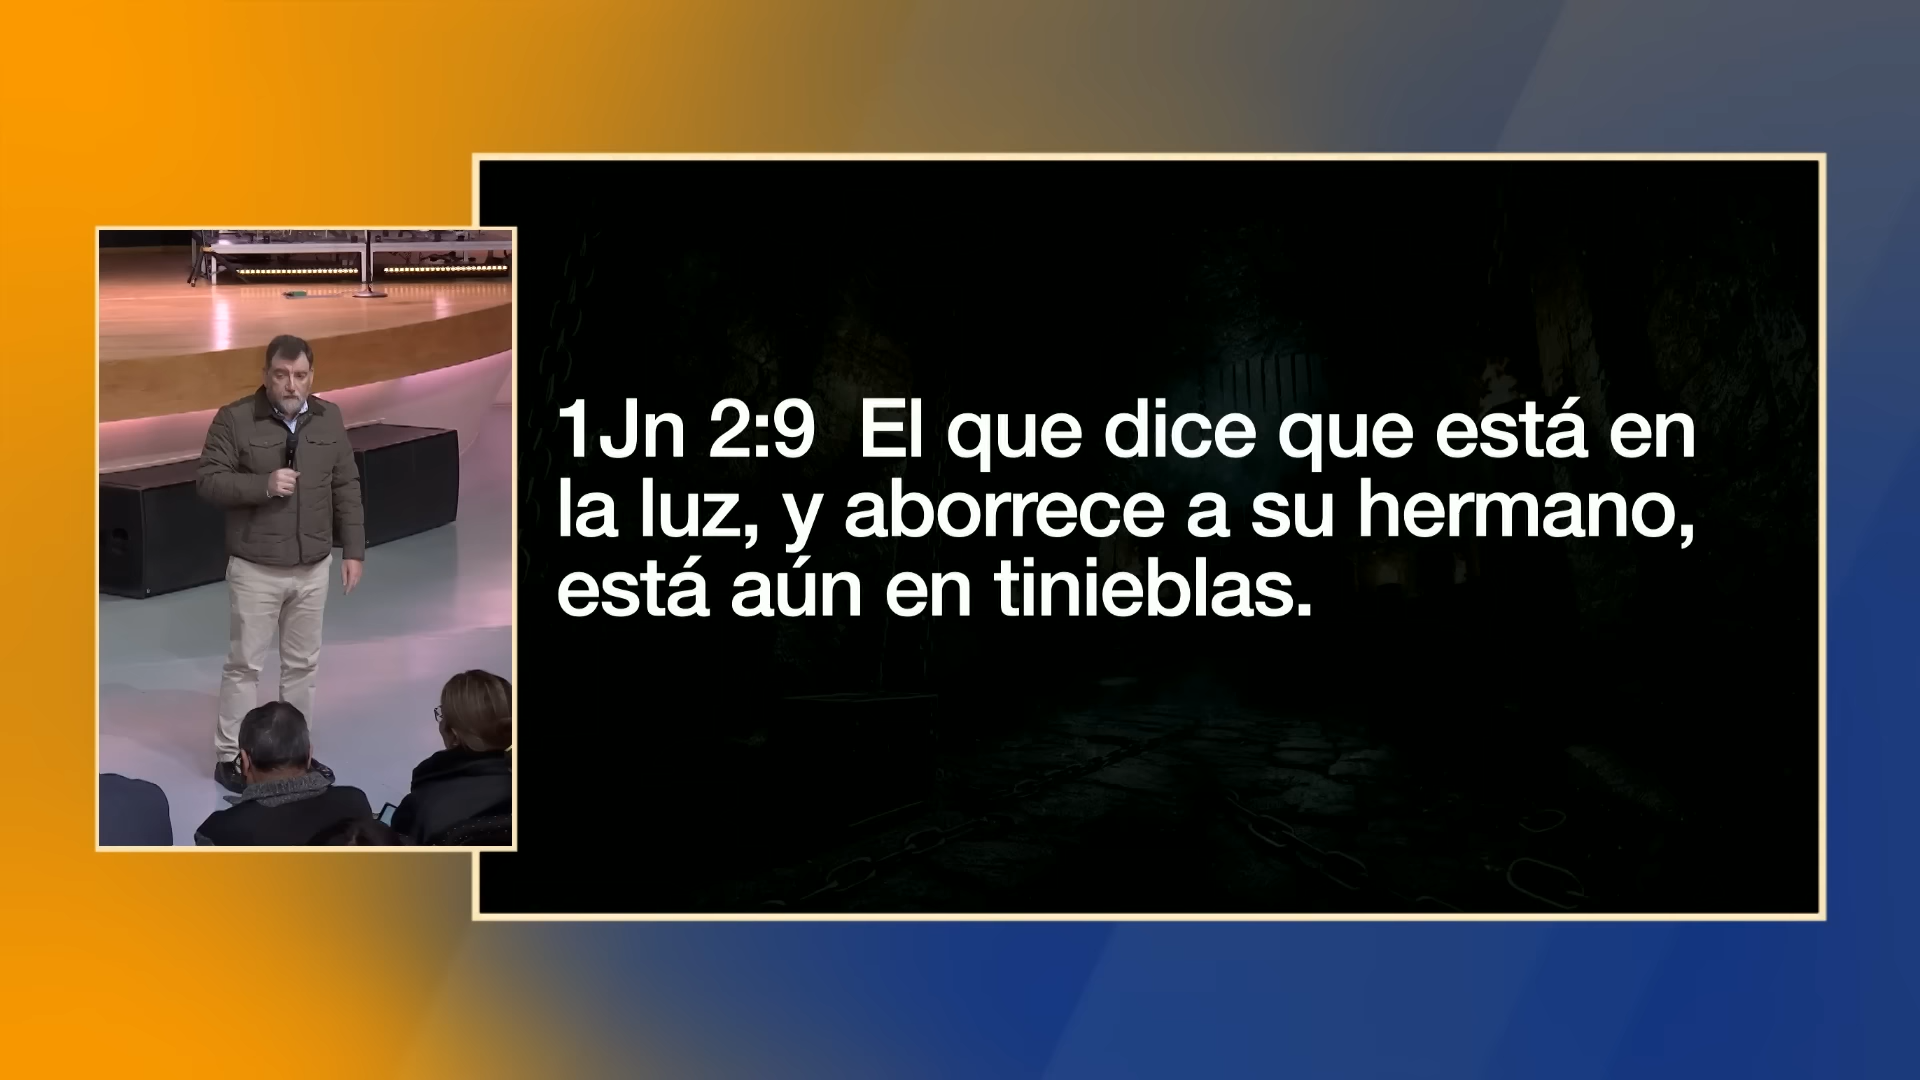 1Jn 2:9  El que dice que está en
la luz, y aborrece a su hermano,
está aún en tinieblas.